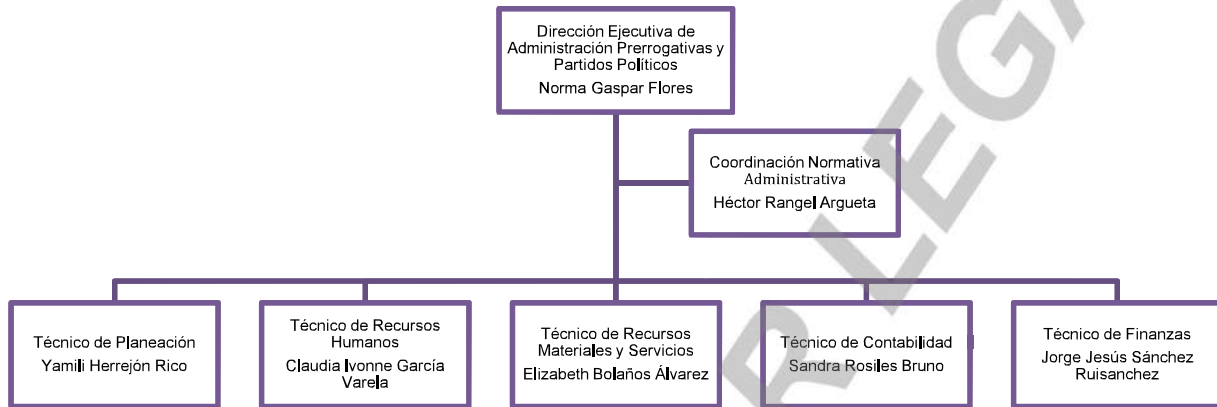 Dirección Ejecutiva de
Administración Prerrogativas y
Partidos Políticos
Norma Gaspar Flores
Coordinación Normativa
Administrativa
Héctor Rangel Argueta
Técnico de Planeación
Yamili Herrejón Rico
Técnico de Recursos
Humanos
Claudia Ivonne García
Varela
Técnico de Recursos
Materiales y Servicios
Elizabeth Bolaños Álvarez
Técnico de Contabilidad
Sandra Rosiles Bruno
Técnico de Finanzas
Jorge Jesús Sánchez
Ruisanchez